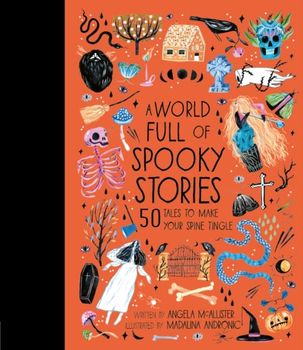 A WORLD
FULL OF
SPOOKY
STORIES
50 TALES TO MAKE
YOUR SPINE TINGLE
WRITTEN BY ANGELA McALLISTER
ILLUSTRATED BY MADALINA ANDRONIC